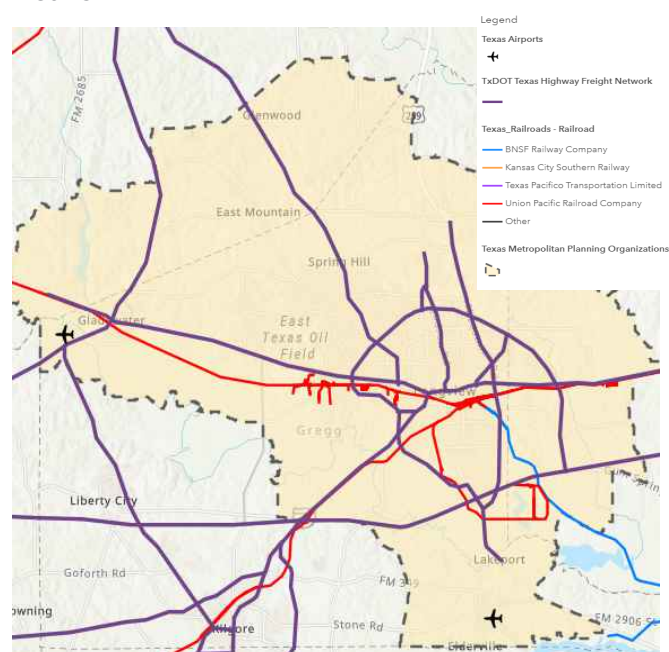 Legend
Texas Airports
TxDOT Texas Highway Freight Network
Texas_Railroads - Railroad
BNSF Railway Company
Kansas City Southern Railway
Texas Pacifico Transportation Limited
Union Pacific Railroad Company
Other
Texas Metropolitan Planning Organizations
FM 2685
Glenwood
East Mountain
Spring Hill
East
Texas Oil
Field
Longview
Gregg
Liberty City
Goforth Rd
Lakeport
FM 349
Stone Rd
Kilgore
Elderville
FM 2906